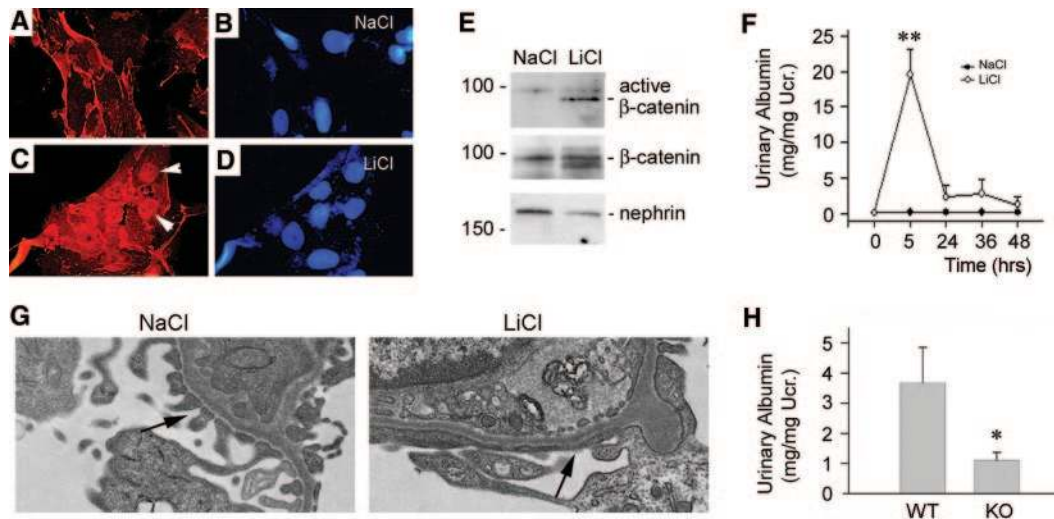 A
B
NaCl
C
D
LiCl
E
NaCl LiCl
100 -
active
β-catenin
100 -
β-catenin
150 -
nephrin
F
Urinary Albumin
(mg/mg Ucr.)
25
20
15
10
5
0
**
NaCl
LiCl
0 5 24 36 48
Time (hrs)
G
NaCl
LiCl
H
Urinary Albumin
(mg/mg Ucr.)
5
4
3
2
1
0
*
WT KO